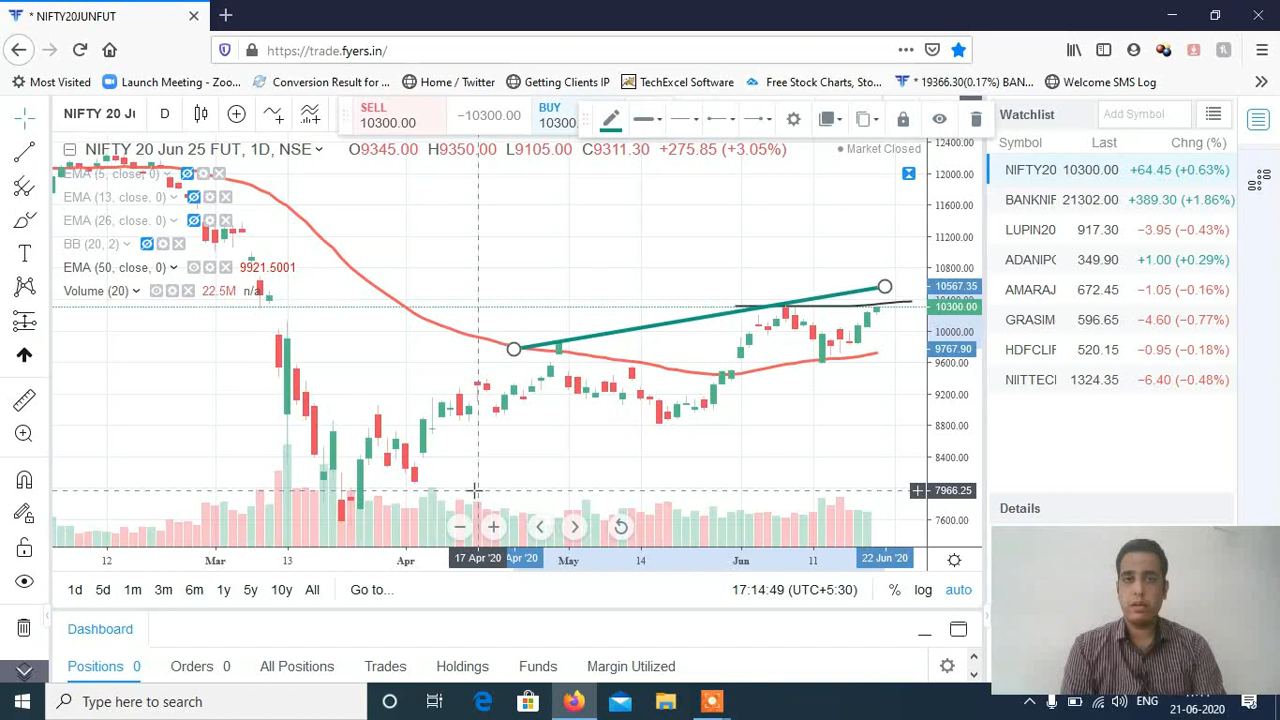 * NIFTY20JUNFUT
https://trade.fyers.in/
Most Visited
Launch Meeting - Zoo...
Conversion Result for ...
Home / Twitter
Getting Clients IP
TechExcel Software
Free Stock Charts, Sto...
* 19366.30(0.17%) BAN...
Welcome SMS Log
NIFTY 20 Ju
D
SELL
10300.00
10300.00
BUY
10300
Watchlist
Add Symbol
NIFTY 20 Jun 25 FUT, 1D, NSE
O9345.00 H9350.00 L9105.00 C9311.30 +275.85 (+3.05%)
Market Closed
EMA (5, close, 0)
EMA (13, close, 0)
EMA (26, close, 0)
BB (20, 2)
EMA (50, close, 0)
9921.5001
Volume (20)
22.5M n/a
12400.00
12000.00
11600.00
11200.00
10800.00
10567.35
10400.00
10300.00
10000.00
9767.90
9600.00
9200.00
8800.00
8400.00
7966.25
7600.00
12
Mar
13
Apr
17 Apr '20
Apr '20
May
14
Jun
11
22 Jun '20
Symbol Last Chng (%)
NIFTY20 10300.00 +64.45 (+0.63%)
BANKNIF 21302.00 +389.30 (+1.86%)
LUPIN20 917.30 −3.95 (−0.43%)
ADANIPO 349.90 +1.00 (+0.29%)
AMARAJ 672.45 −1.05 (−0.16%)
GRASIM 596.65 −4.60 (−0.77%)
HDFCLIF 520.15 −0.95 (−0.18%)
NIITTEC 1324.35 −6.40 (−0.48%)
Details
1d 5d 1m 3m 6m 1y 5y 10y All Go to...
17:14:49 (UTC+5:30)
% log auto
Dashboard
Positions 0
Orders 0
All Positions
Trades
Holdings
Funds
Margin Utilized
Type here to search
ENG
21-06-2020